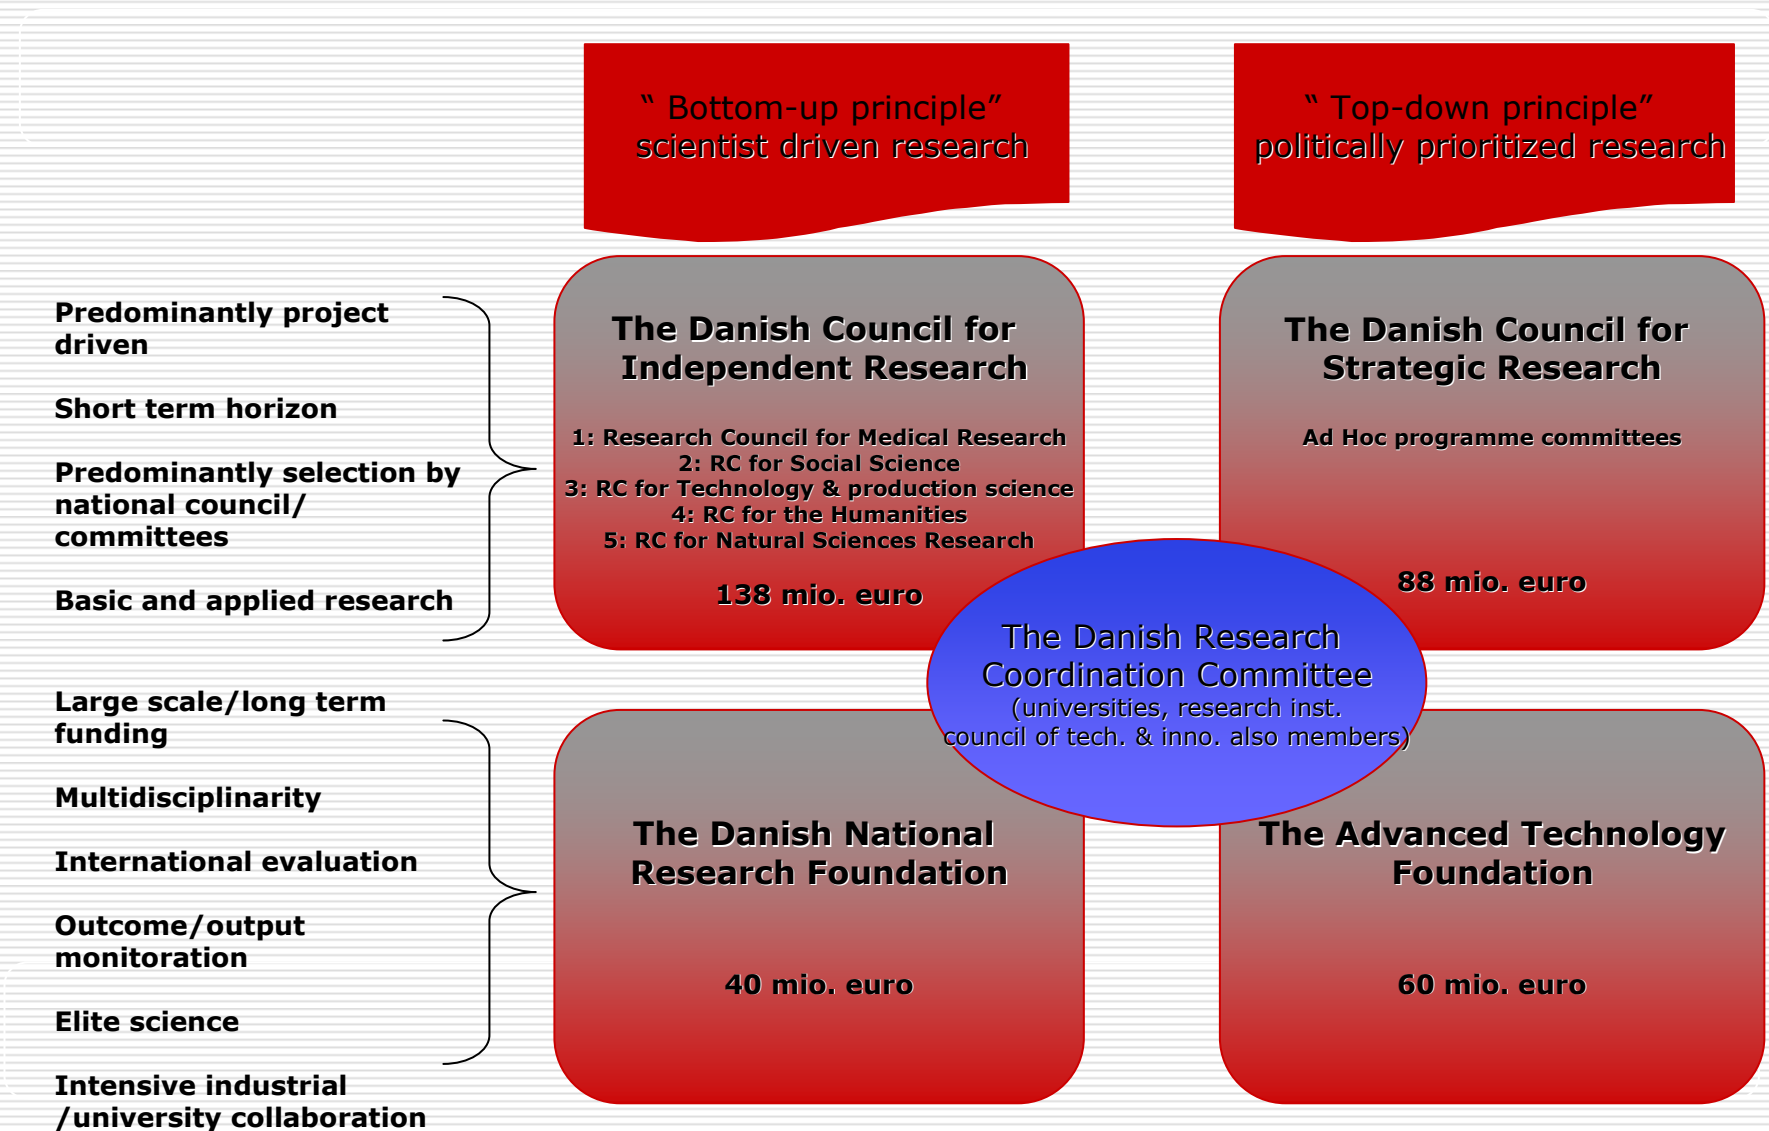 “ Bottom-up principle”
scientist driven research
“ Top-down principle”
politically prioritized research
Predominantly project
driven
Short term horizon
Predominantly selection by
national council/
committees
Basic and applied research
The Danish Council for
Independent Research
1: Research Council for Medical Research
2: RC for Social Science
3: RC for Technology & production science
4: RC for the Humanities
5: RC for Natural Sciences Research
138 mio. euro
The Danish Council for
Strategic Research
Ad Hoc programme committees
88 mio. euro
The Danish Research
Coordination Committee
(universities, research inst.
council of tech. & inno. also members)
Large scale/long term
funding
Multidisciplinarity
International evaluation
Outcome/output
monitoration
Elite science
Intensive industrial
/university collaboration
The Danish National
Research Foundation
40 mio. euro
The Advanced Technology
Foundation
60 mio. euro